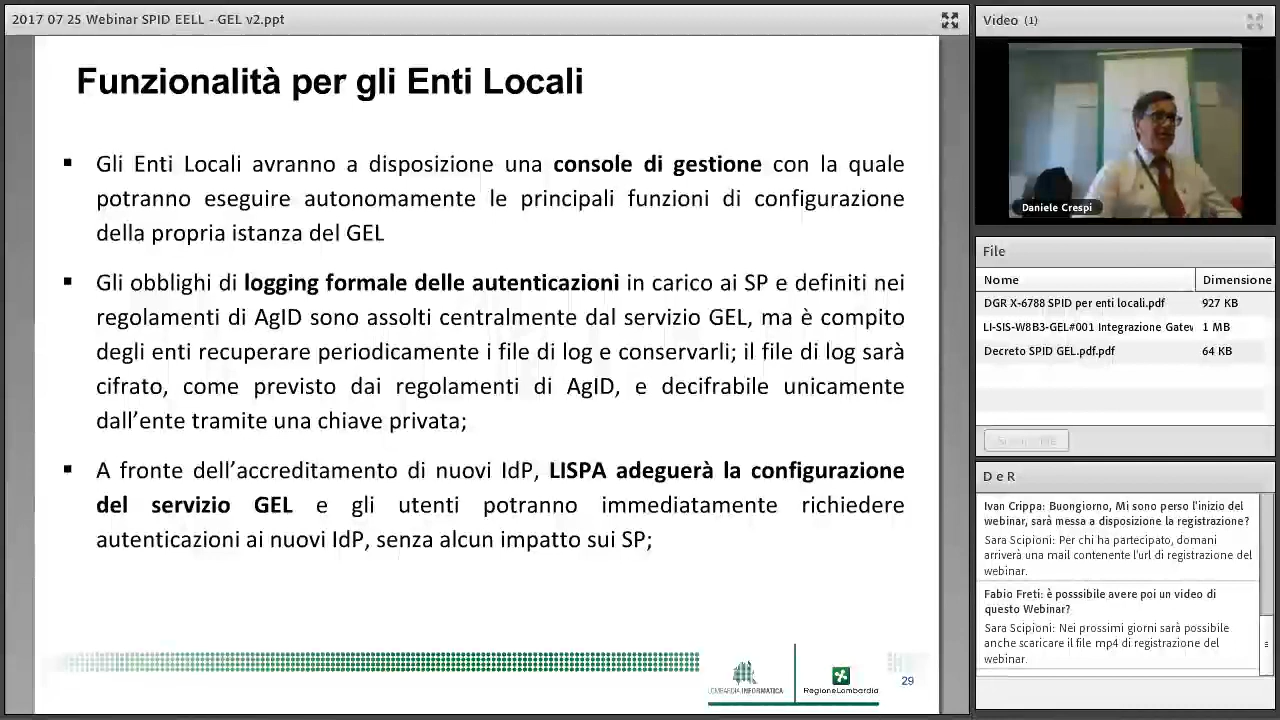 2017 07 25 Webinar SPID EELL - GEL v2.ppt
Funzionalità per gli Enti Locali
▪ Gli Enti Locali avranno a disposizione una console di gestione con la quale
potranno eseguire autonomamente le principali funzioni di configurazione
della propria istanza del GEL
▪ Gli obblighi di logging formale delle autenticazioni in carico ai SP e definiti nei
regolamenti di AgID sono assolti centralmente dal servizio GEL, ma è compito
degli enti recuperare periodicamente i file di log e conservarli; il file di log sarà
cifrato, come previsto dai regolamenti di AgID, e decifrabile unicamente
dall’ente tramite una chiave privata;
▪ A fronte dell’accreditamento di nuovi IdP, LISPA adeguerà la configurazione
del servizio GEL e gli utenti potranno immediatamente richiedere
autenticazioni ai nuovi IdP, senza alcun impatto sui SP;
LOMBARDIA INFORMATICA
RegioneLombardia
29
Video (1)
Daniele Crespi
File
Nome Dimensione
DGR X-6788 SPID per enti locali.pdf 927 KB
LI-SIS-W8B3-GEL#001 Integrazione Gatev 1 MB
Decreto SPID GEL.pdf.pdf 64 KB
D e R
Ivan Crippa: Buongiorno, Mi sono perso l'inizio del
webinar, sarà messa a disposizione la registrazione?
Sara Scipioni: Per chi ha partecipato, domani
arriverà una mail contenente l'url di registrazione del
webinar.
Fabio Freti: è posssibile avere poi un video di
questo Webinar?
Sara Scipioni: Nei prossimi giorni sarà possibile
anche scaricare il file mp4 di registrazione del
webinar.